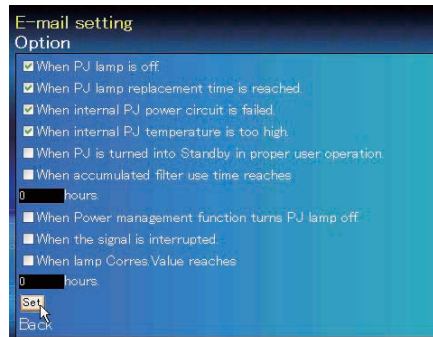 E-mail setting
Option
When PJ lamp is off.
When PJ lamp replacement time is reached.
When internal PJ power circuit is failed.
When internal PJ temperature is too high.
When PJ is turned into Standby in proper user operation.
When accumulated filter use time reaches
0 hours.
When Power management function turns PJ lamp off.
When the signal is interrupted.
When lamp Corres.Value reaches
0 hours.
Set
Back